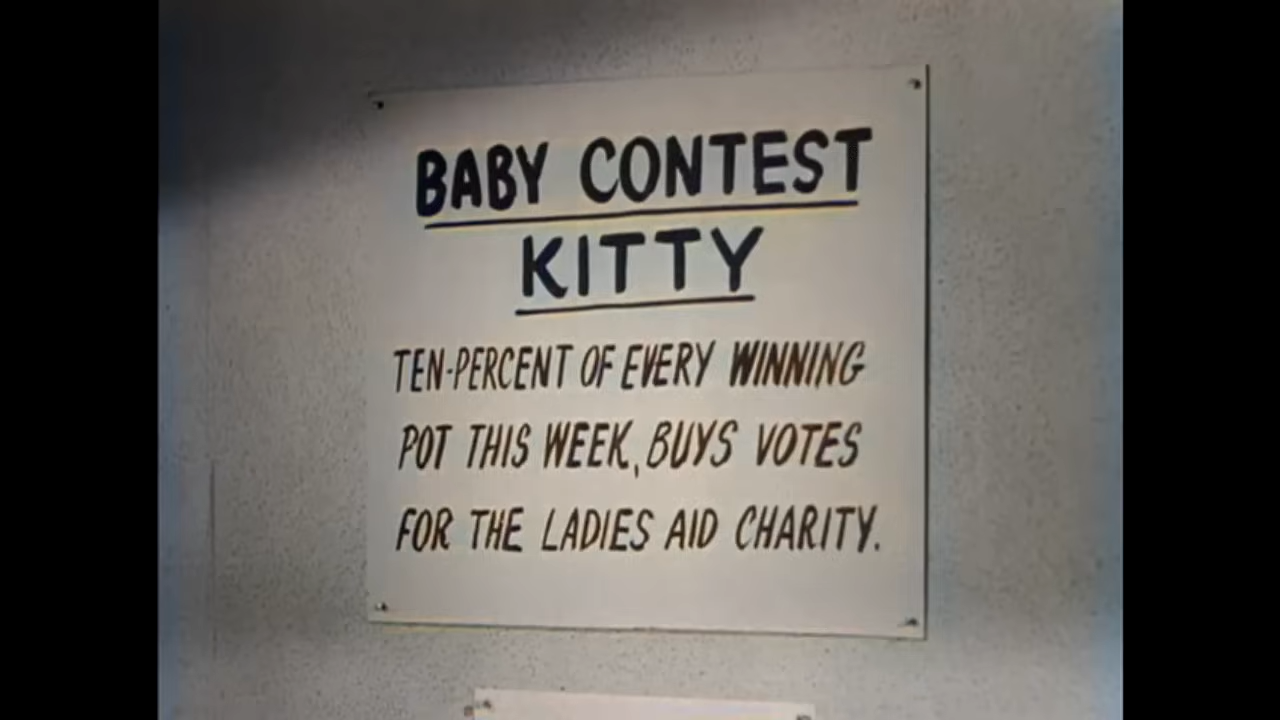 BABY CONTEST
KITTY
TEN-PERCENT OF EVERY WINNING
POT THIS WEEK, BUYS VOTES
FOR THE LADIES AID CHARITY.